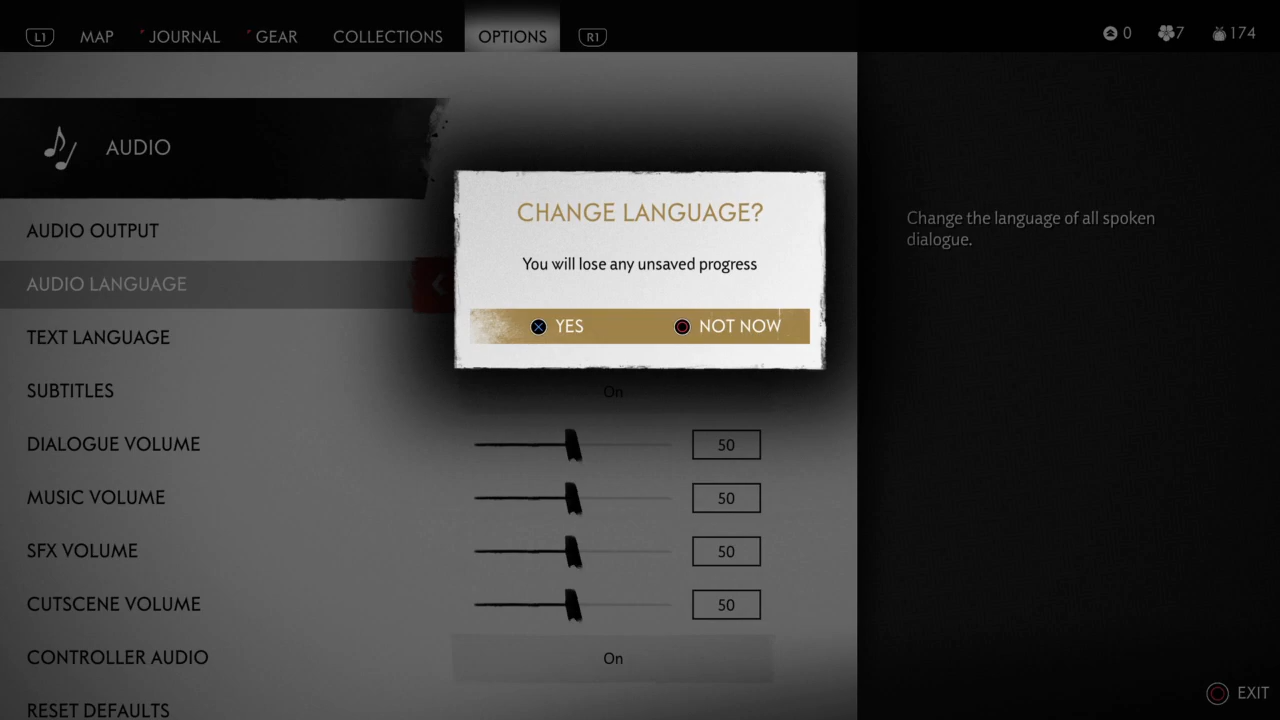 L1 MAP JOURNAL GEAR COLLECTIONS OPTIONS R1 0 7 174
AUDIO
CHANGE LANGUAGE?
You will lose any unsaved progress
YES NOT NOW
Change the language of all spoken
dialogue.
AUDIO OUTPUT
AUDIO LANGUAGE
TEXT LANGUAGE
SUBTITLES On
DIALOGUE VOLUME 50
MUSIC VOLUME 50
SFX VOLUME 50
CUTSCENE VOLUME 50
CONTROLLER AUDIO On
RESET DEFAULTS
EXIT